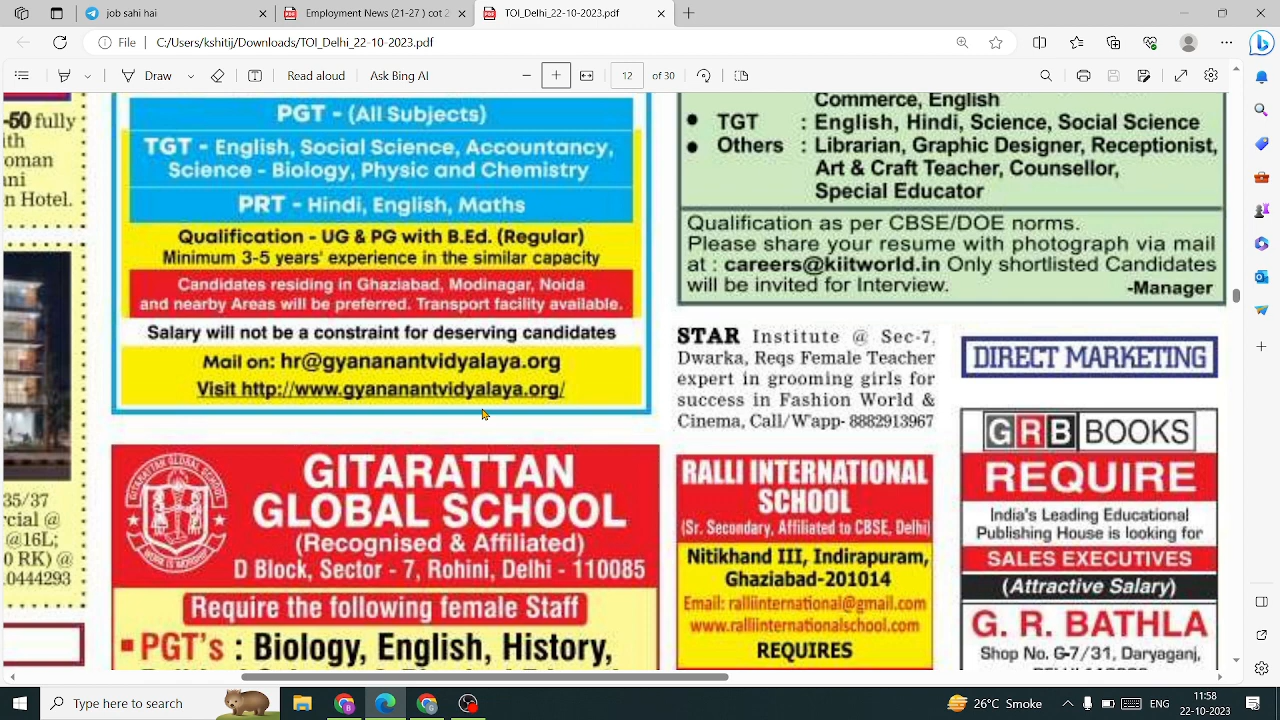 job sahi hai
Employment News (21-27 ) cot 2
TOI_Delhi_22-10-2023.pdf
File
C:/Users/kshitij/Downloads/TOI_Delhi_22-10-2023.pdf
Draw
Read aloud
Ask Bing AI
12
of 30
-50 fully
ith
oman
ani
n Hotel.
35/37
rcial @
@16L;
0 RK) @
.0444293
PGT - (All Subjects)
TGT - English, Social Science, Accountancy,
Science - Biology, Physic and Chemistry
PRT - Hindi, English, Maths
Qualification - UG & PG with B.Ed. (Regular)
Minimum 3-5 years' experience in the similar capacity
Candidates residing in Ghaziabad, Modinagar, Noida
and nearby Areas will be preferred. Transport facility available.
Salary will not be a constraint for deserving candidates
Mail on: hr@gyananantvidyalaya.org
Visit http://www.gyananantvidyalaya.org/
GITARATTAN
GLOBAL SCHOOL
(Recognised & Affiliated)
D Block, Sector - 7, Rohini, Delhi - 110085
Require the following female Staff
PGT's : Biology, English, History,
Commerce, English
TGT : English, Hindi, Science, Social Science
Others : Librarian, Graphic Designer, Receptionist,
Art & Craft Teacher, Counsellor,
Special Educator
Qualification as per CBSE/DOE norms.
Please share your resume with photograph via mail
at : careers@kiitworld.in Only shortlisted Candidates
will be invited for Interview.
-Manager
STAR Institute @ Sec-7,
Dwarka, Reqs Female Teacher
expert in grooming girls for
success in Fashion World &
Cinema, Call/W'app- 8882913967
RALLI INTERNATIONAL
SCHOOL
(Sr. Secondary, Affiliated to CBSE, Delhi)
Nitikhand III, Indirapuram,
Ghaziabad-201014
Email: ralliinternational@gmail.com
www.ralliinternationalschool.com
REQUIRES
DIRECT MARKETING
GRB BOOKS
REQUIRE
India's Leading Educational
Publishing House is looking for
SALES EXECUTIVES
(Attractive Salary)
G. R. BATHLA
Shop No. G-7/31, Daryaganj,
Type here to search
26°C Smoke
ENG
11:58
22-10-2023